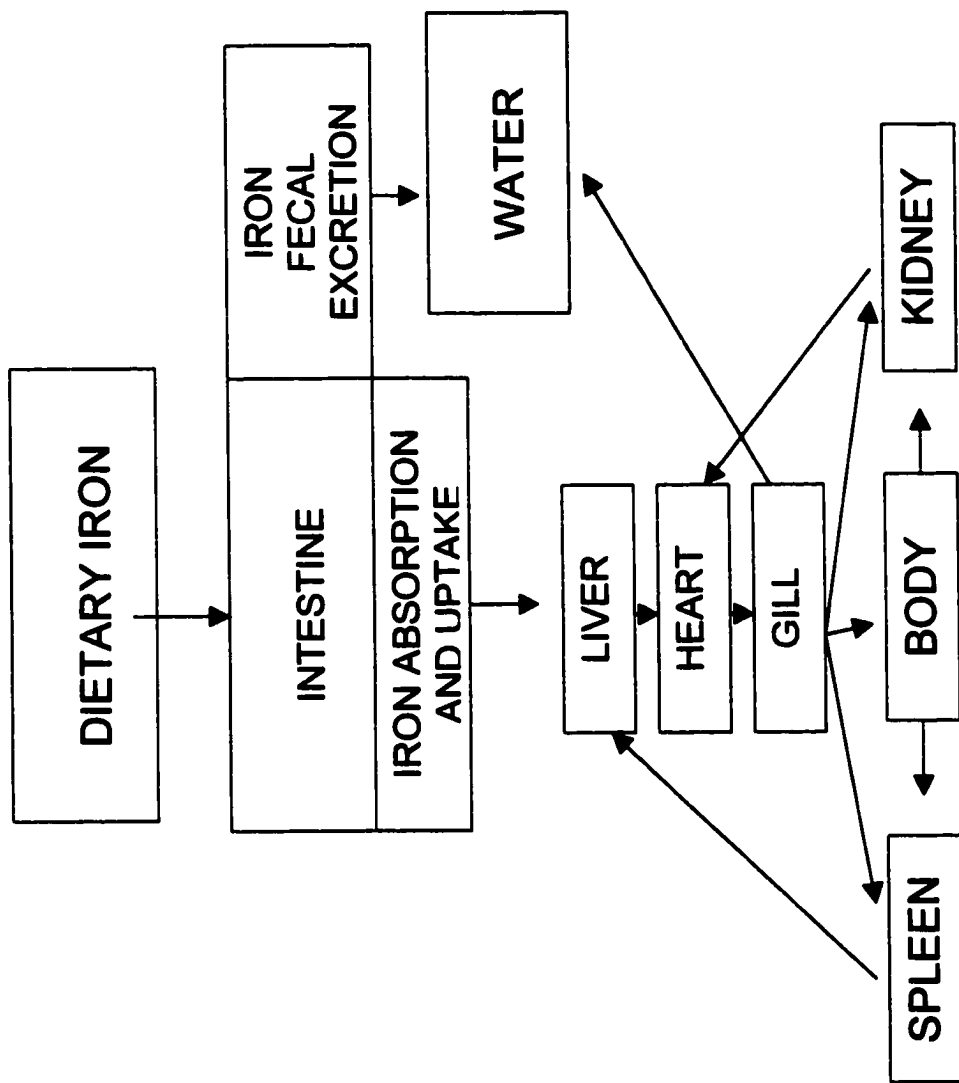 DIETARY IRON
INTESTINE
IRON
FECAL
EXCRETION
IRON ABSORPTION
AND UPTAKE
WATER
LIVER
HEART
GILL
SPLEEN
BODY
KIDNEY